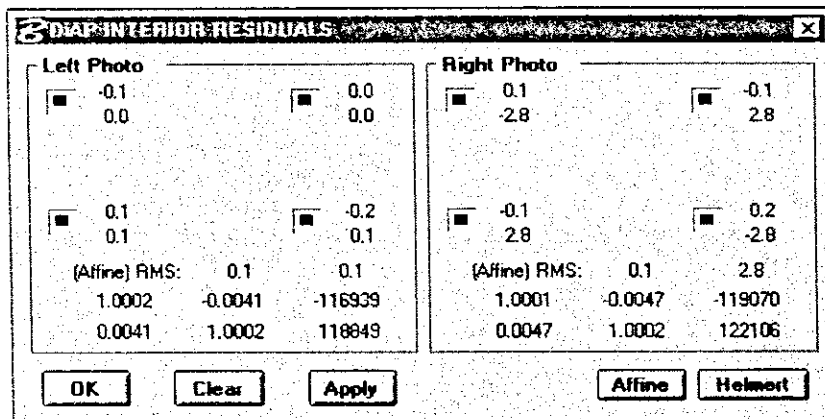 DIAP INTERIOR RESIDUALS
Left Photo
-0.1 0.0
0.0 0.0
0.1 -0.2
0.1 0.1
(Affine) RMS: 0.1 0.1
1.0002 -0.0041 -116939
0.0041 1.0002 118849
Right Photo
0.1 -0.1
-2.8 2.8
-0.1 0.2
2.8 -2.8
(Affine) RMS: 0.1 2.8
1.0001 -0.0047 -119070
0.0047 1.0002 122106
OK Clear Apply Affine Helmert